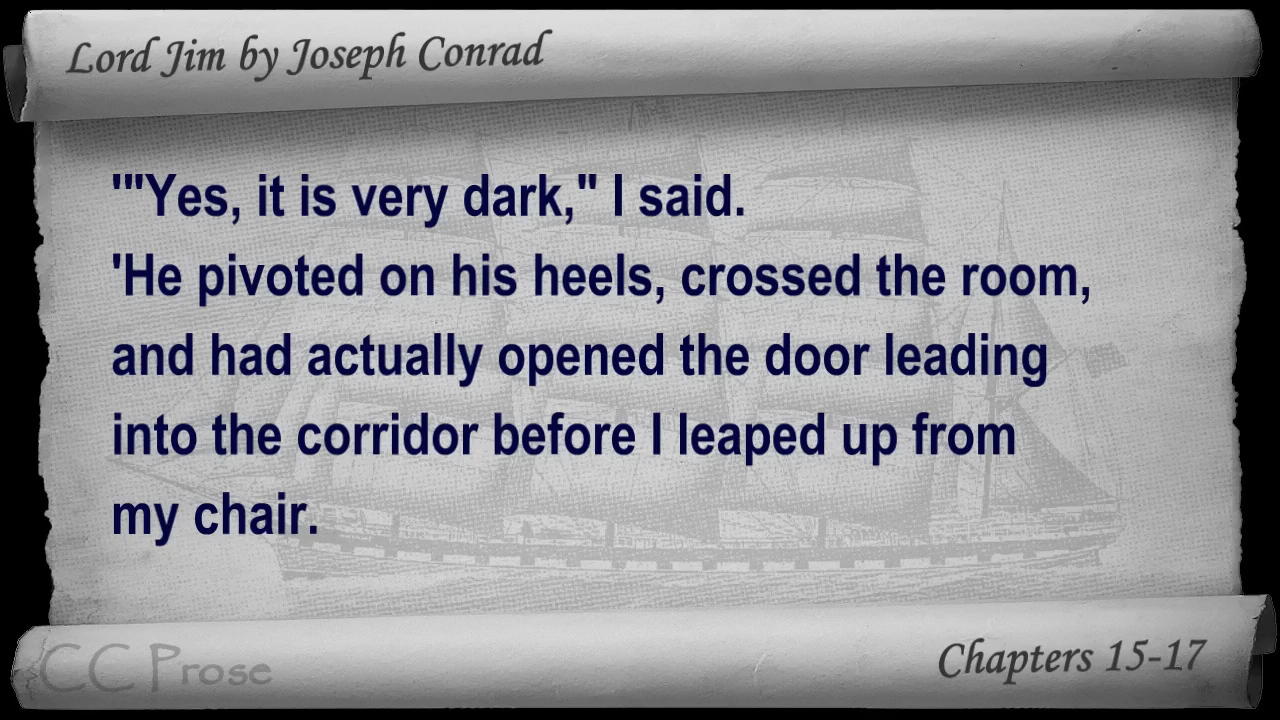 Lord Jim by Joseph Conrad
'"Yes, it is very dark," I said.
'He pivoted on his heels, crossed the room,
and had actually opened the door leading
into the corridor before I leaped up from
my chair.
CC Prose
Chapters 15-17